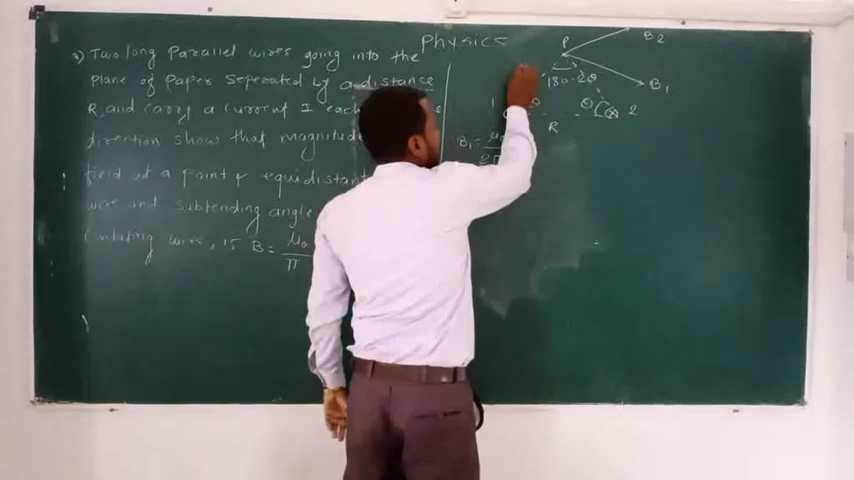 Physics
2) Two long parallel wires going into the
plane of paper seperated by a distance
R, and carry a current I each
direction show that magnitude
field at a point P equidistant
wire and subtending angle
is B = μ0
π
P
B2
180-2θ
B1
1
θ
θ
2
R
B1 =